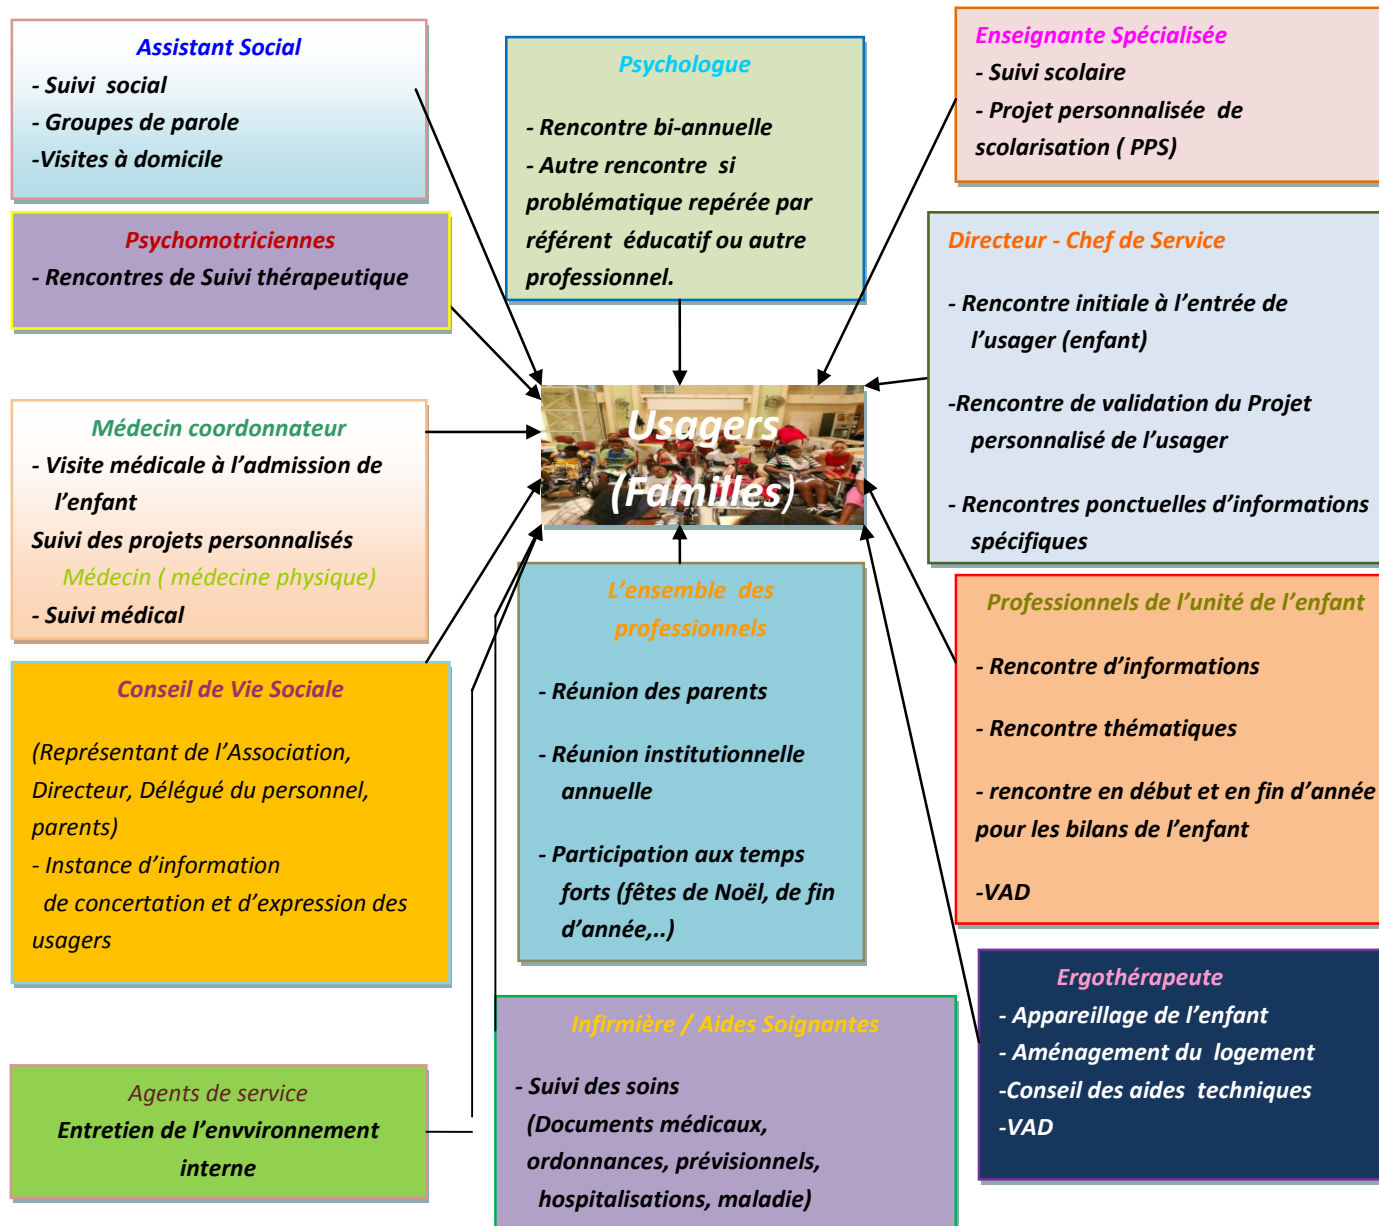 Assistant Social
- Suivi social
- Groupes de parole
-Visites à domicile
Psychologue
- Rencontre bi-annuelle
- Autre rencontre si
problématique repérée par
référent éducatif ou autre
professionnel.
Enseignante Spécialisée
- Suivi scolaire
- Projet personnalisée de
scolarisation ( PPS)
Psychomotriciennes
- Rencontres de Suivi thérapeutique
Directeur - Chef de Service
- Rencontre initiale à l’entrée de
l’usager (enfant)
-Rencontre de validation du Projet
personnalisé de l’usager
- Rencontres ponctuelles d’informations
spécifiques
Médecin coordonnateur
- Visite médicale à l’admission de
l’enfant
Suivi des projets personnalisés
Médecin ( médecine physique)
- Suivi médical
Usagers
(Familles)
L’ensemble des
professionnels
- Réunion des parents
- Réunion institutionnelle
annuelle
- Participation aux temps
forts (fêtes de Noël, de fin
d’année,..)
Professionnels de l’unité de l’enfant
- Rencontre d’informations
- Rencontre thématiques
- rencontre en début et en fin d’année
pour les bilans de l’enfant
-VAD
Conseil de Vie Sociale
(Représentant de l’Association,
Directeur, Délégué du personnel,
parents)
- Instance d’information
de concertation et d’expression des
usagers
Ergothérapeute
- Appareillage de l’enfant
- Aménagement du logement
-Conseil des aides techniques
-VAD
Infirmière / Aides Soignantes
- Suivi des soins
(Documents médicaux,
ordonnances, prévisionnels,
hospitalisations, maladie)
Agents de service
Entretien de l’envvironnement
interne